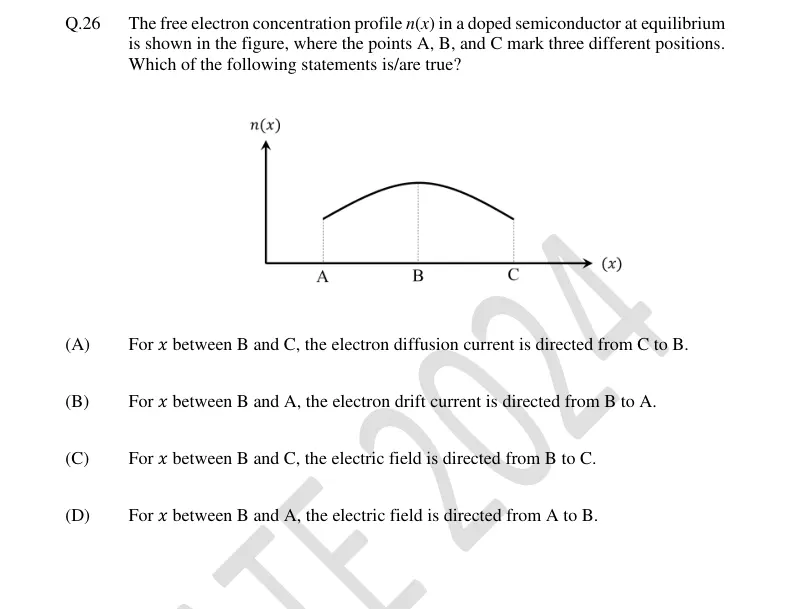 Q.26 The free electron concentration profile n(x) in a doped semiconductor at equilibrium
is shown in the figure, where the points A, B, and C mark three different positions.
Which of the following statements is/are true?
n(x)
(x)
A B C
(A) For x between B and C, the electron diffusion current is directed from C to B.
(B) For x between B and A, the electron drift current is directed from B to A.
(C) For x between B and C, the electric field is directed from B to C.
(D) For x between B and A, the electric field is directed from A to B.
TE 2024